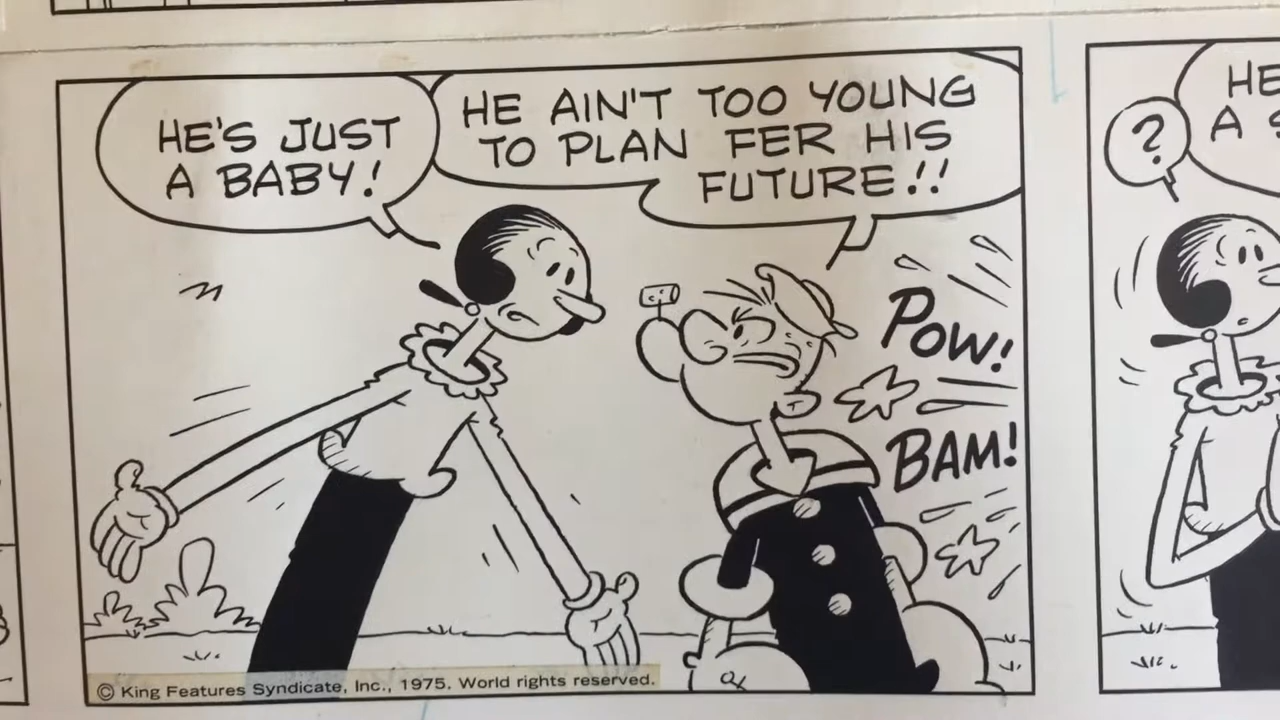 HE'S JUST
A BABY!
HE AIN'T TOO YOUNG
TO PLAN FER HIS
FUTURE!!
POW!
BAM!
© King Features Syndicate, Inc., 1975. World rights reserved.
?
HE
A